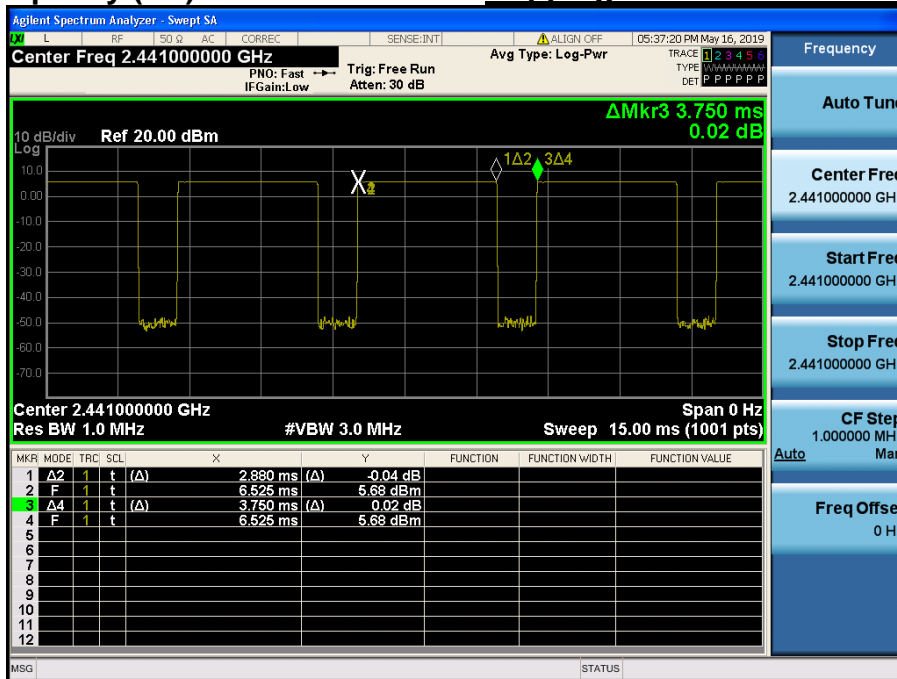 Agilent Spectrum Analyzer - Swept SA
LXI L RF 50 Ω AC CORREC SENSE:INT ALIGN OFF 05:37:20 PM May 16, 2019
Center Freq 2.441000000 GHz
PNO: Fast
IFGain:Low
Trig: Free Run
Atten: 30 dB
Avg Type: Log-Pwr
TRACE 1 2 3 4 5 6
TYPE WWWWWW
DET P P P P P P
Frequency
Auto Tune
ΔMkr3 3.750 ms
0.02 dB
10 dB/div Ref 20.00 dBm
Log
1Δ2 3Δ4
10.0
0.00
-10.0
-20.0
-30.0
-40.0
-50.0
-60.0
-70.0
Center Freq
2.441000000 GH
Start Freq
2.441000000 GH
Stop Freq
2.441000000 GH
CF Step
1.000000 MH
Auto Man
Freq Offse
0 H
Center 2.441000000 GHz Span 0 Hz
Res BW 1.0 MHz #VBW 3.0 MHz Sweep 15.00 ms (1001 pts)
MKR MODE TRC SCL X Y FUNCTION FUNCTION WIDTH FUNCTION VALUE
1 Δ2 1 t (Δ) 2.880 ms (Δ) -0.04 dB
2 F 1 t 6.525 ms 5.68 dBm
3 Δ4 1 t (Δ) 3.750 ms (Δ) 0.02 dB
4 F 1 t 6.525 ms 5.68 dBm
5
6
7
8
9
10
11
12
MSG STATUS